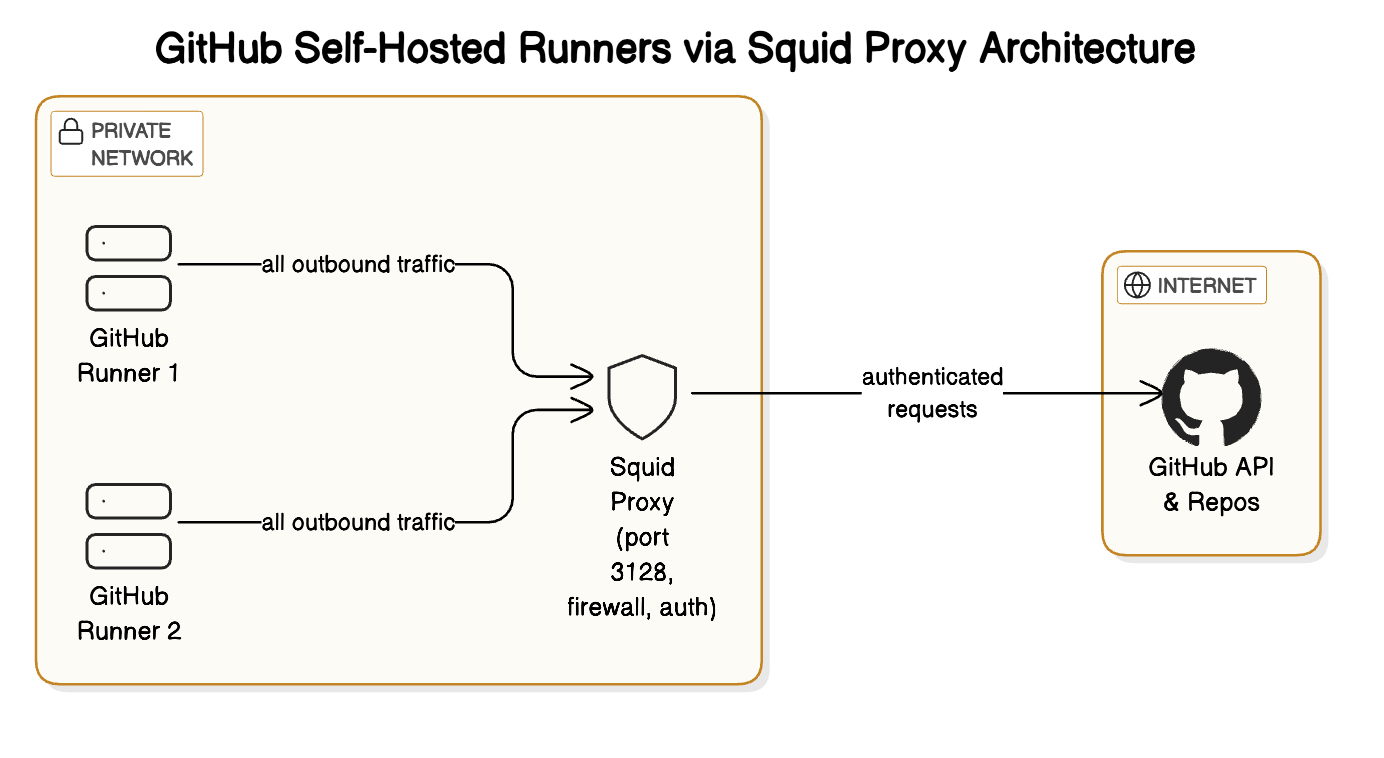 GitHub Self-Hosted Runners via Squid Proxy Architecture
PRIVATE
NETWORK
all outbound traffic
GitHub
Runner 1
all outbound traffic
GitHub
Runner 2
Squid
Proxy
(port
3128,
firewall, auth)
authenticated
requests
INTERNET
GitHub API
& Repos